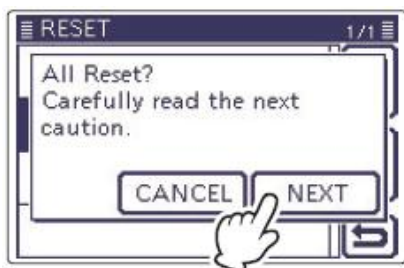 RESET 1/1
All Reset?
Carefully read the next
caution.
CANCEL NEXT